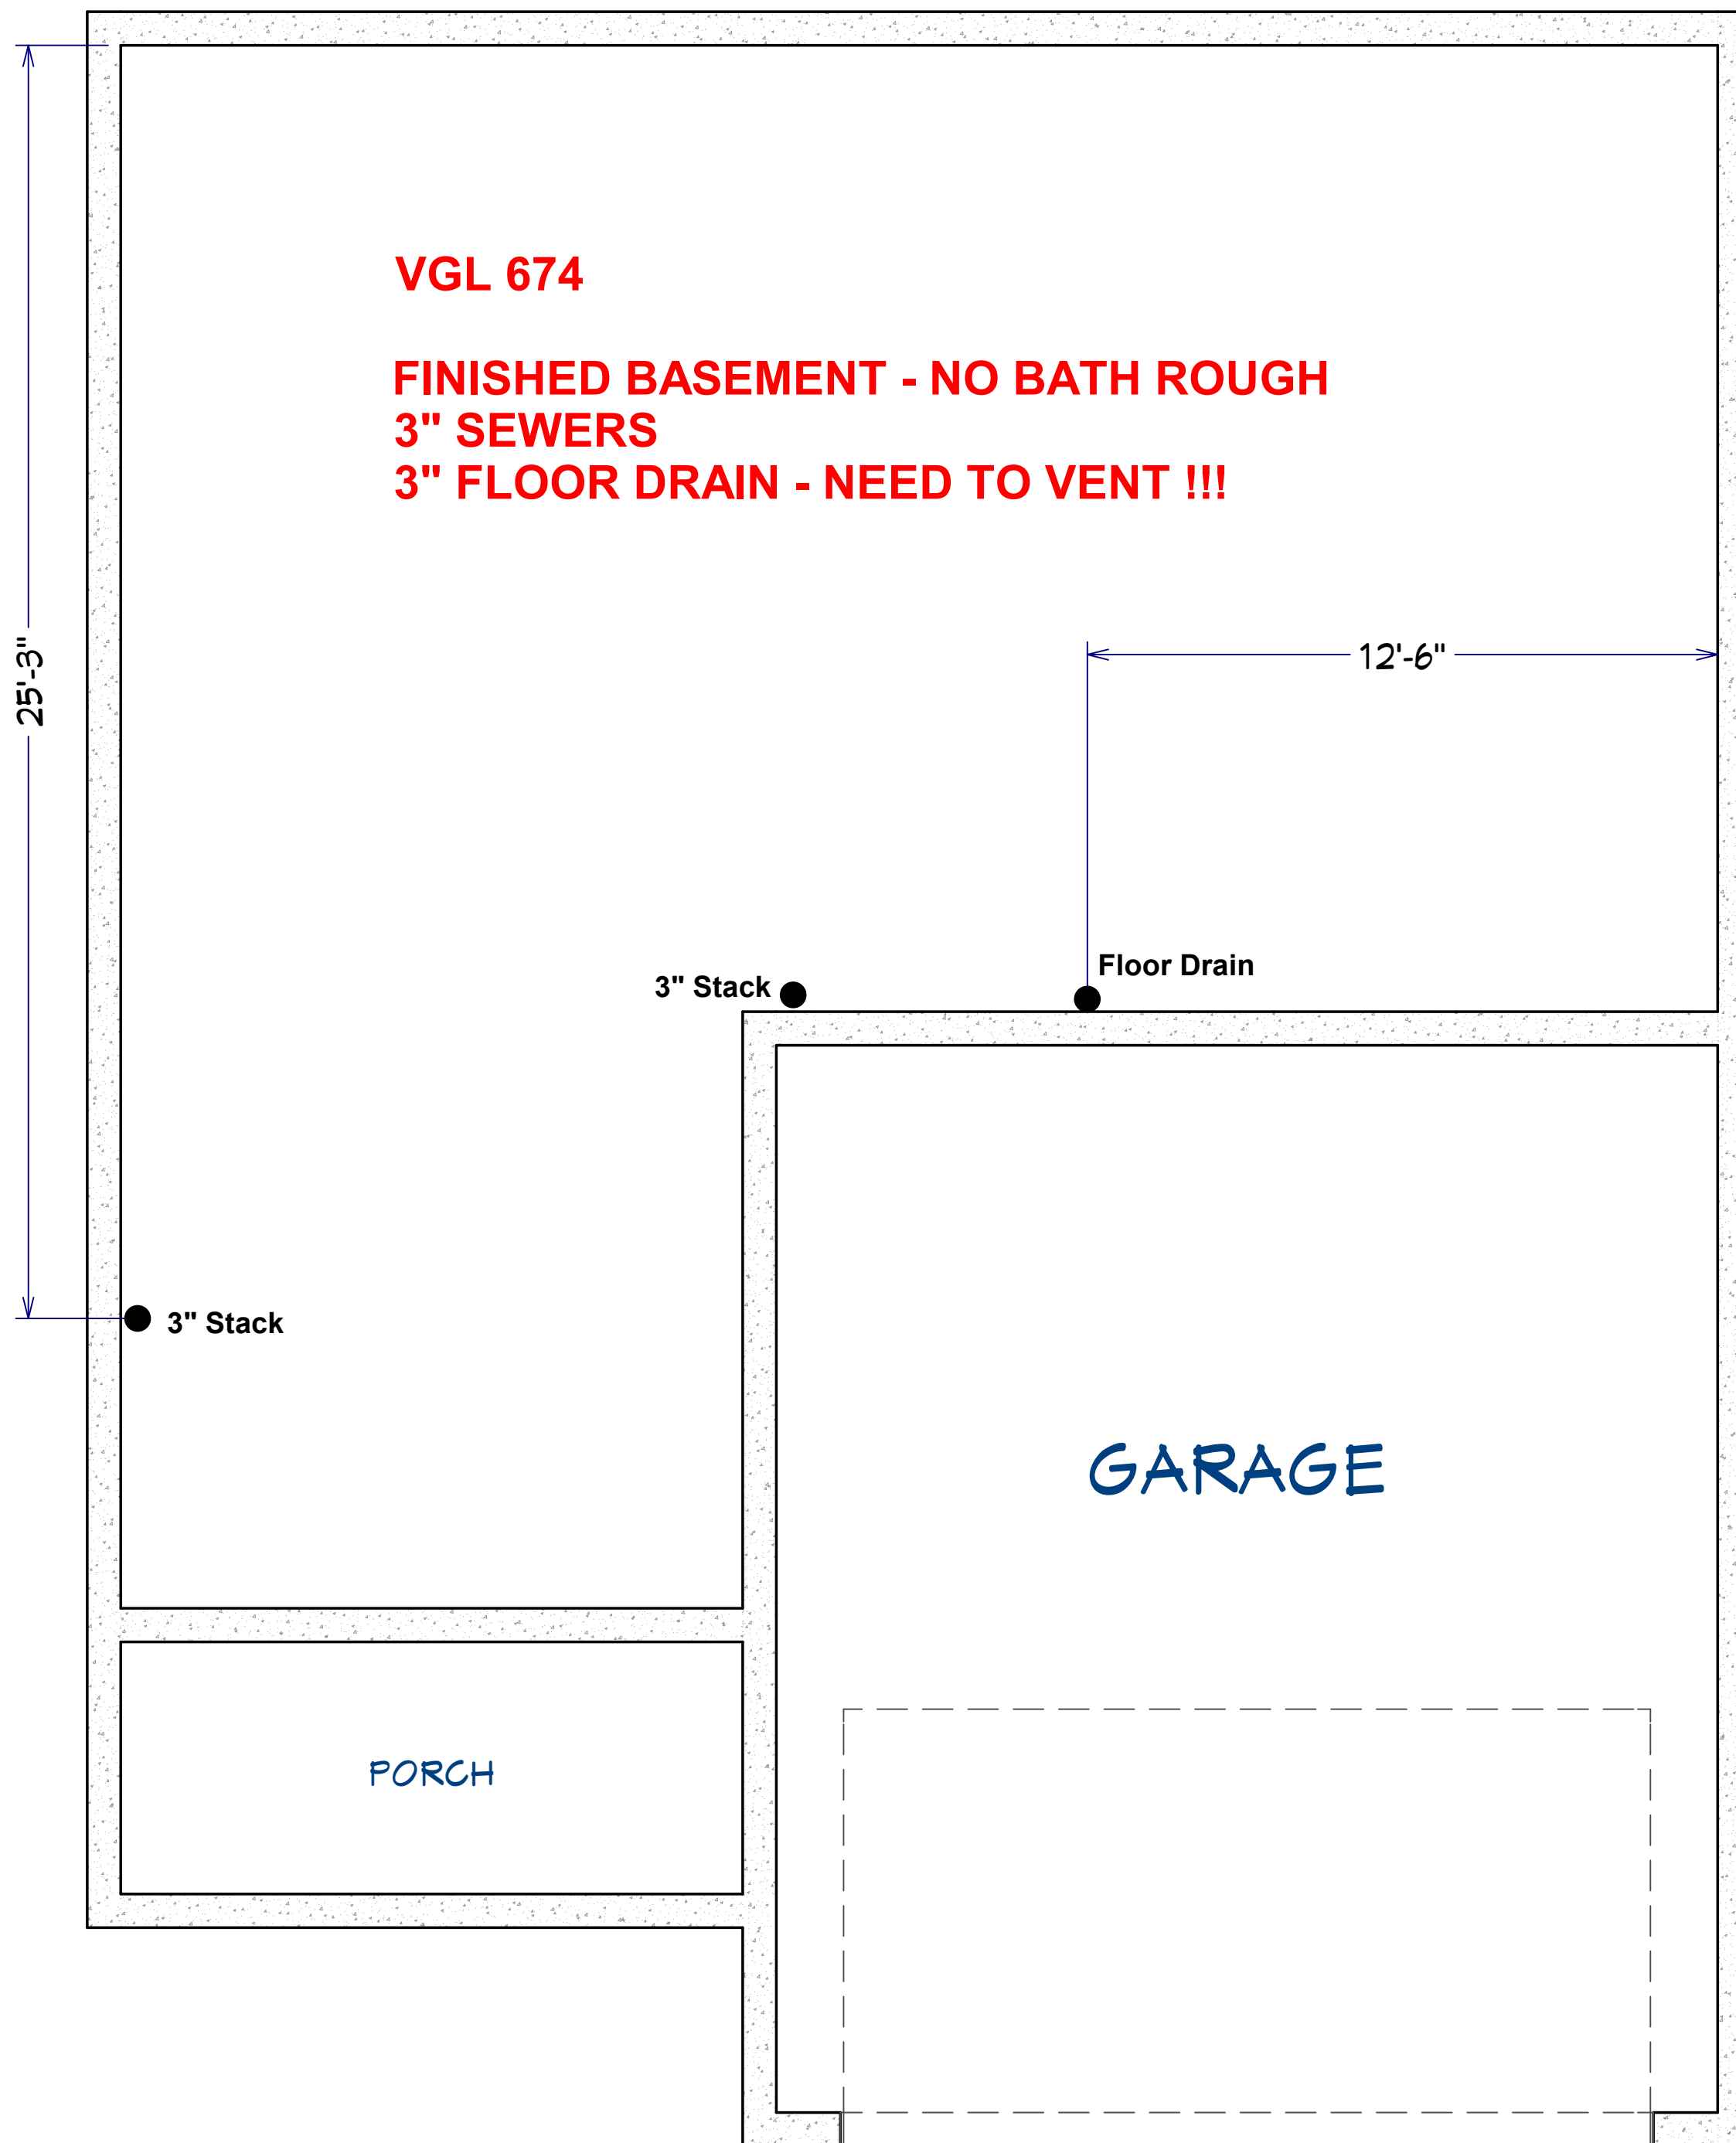 VGL 674
FINISHED BASEMENT - NO BATH ROUGH
3" SEWERS
3" FLOOR DRAIN - NEED TO VENT !!!
25'-3"
12'-6"
Floor Drain
3" Stack
3" Stack
GARAGE
PORCH